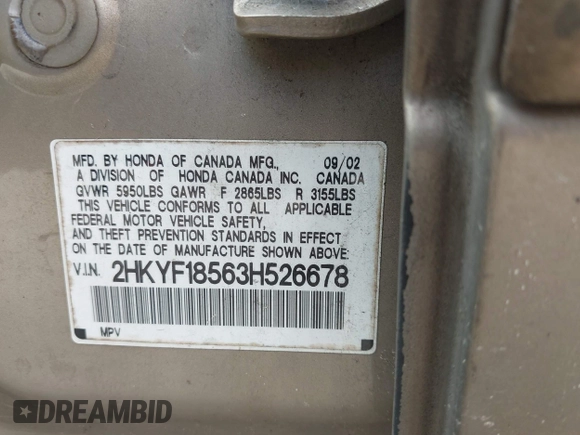 MFD. BY HONDA OF CANADA MFG., 09/02
A DIVISION OF HONDA CANADA INC. CANADA
GVWR 5950LBS GAWR F 2865LBS R 3155LBS
THIS VEHICLE CONFORMS TO ALL APPLICABLE
FEDERAL MOTOR VEHICLE SAFETY,
AND THEFT PREVENTION STANDARDS IN EFFECT
ON THE DATE OF MANUFACTURE SHOWN ABOVE:
V.I.N. 2HKYF18563H526678
MPV
DREAMBID